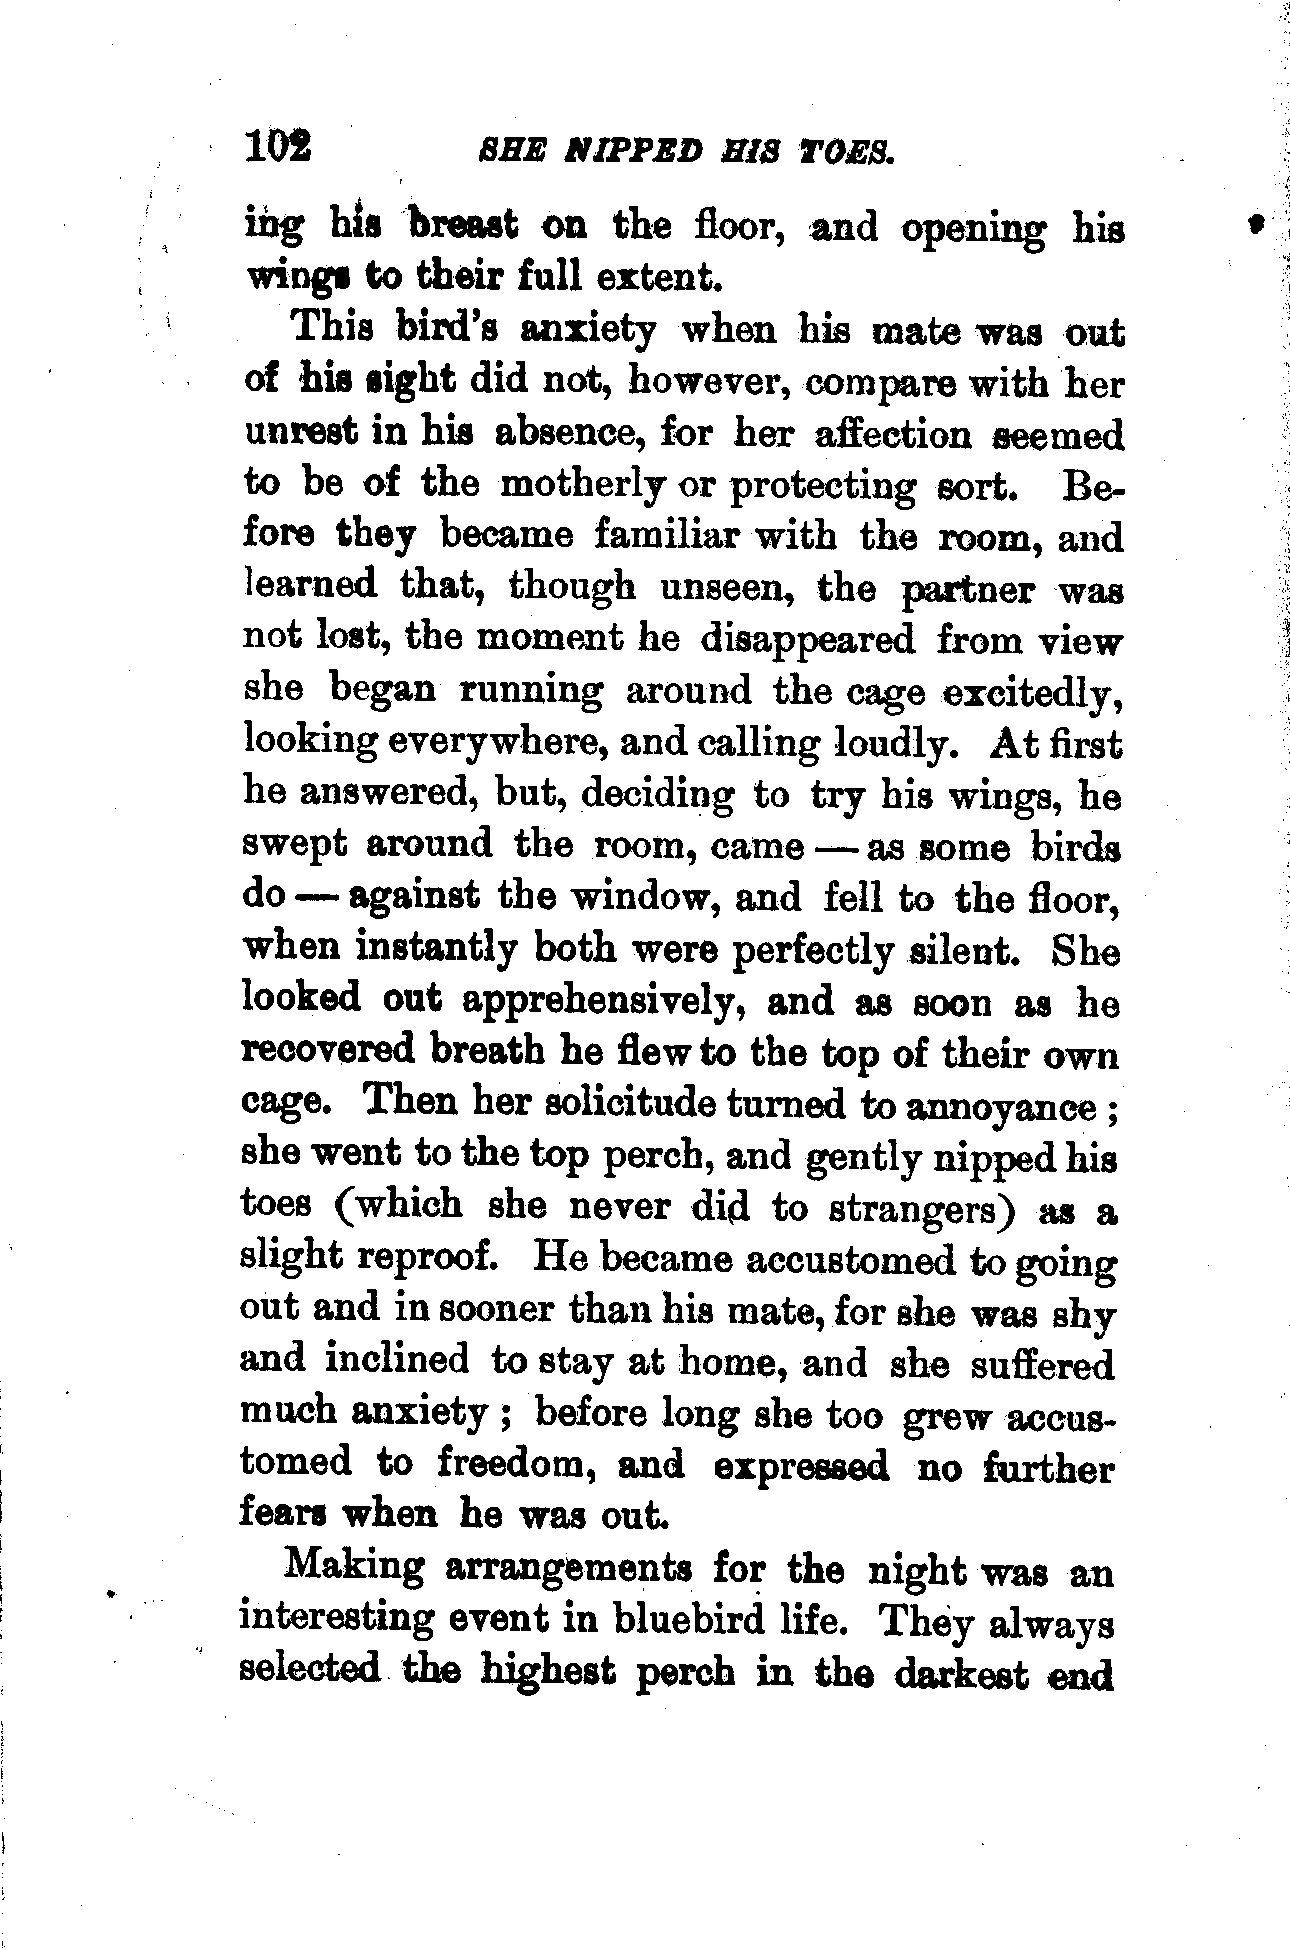 102 SHE NIPPED HIS TOES.
ing his breast on the floor, and opening his
wings to their full extent.
This bird's anxiety when his mate was out
of his sight did not, however, compare with her
unrest in his absence, for her affection seemed
to be of the motherly or protecting sort. Be-
fore they became familiar with the room, and
learned that, though unseen, the partner was
not lost, the moment he disappeared from view
she began running around the cage excitedly,
looking everywhere, and calling loudly. At first
he answered, but, deciding to try his wings, he
swept around the room, came — as some birds
do — against the window, and fell to the floor,
when instantly both were perfectly silent. She
looked out apprehensively, and as soon as he
recovered breath he flew to the top of their own
cage. Then her solicitude turned to annoyance ;
she went to the top perch, and gently nipped his
toes (which she never did to strangers) as a
slight reproof. He became accustomed to going
out and in sooner than his mate, for she was shy
and inclined to stay at home, and she suffered
much anxiety ; before long she too grew accus-
tomed to freedom, and expressed no further
fears when he was out.
Making arrangements for the night was an
interesting event in bluebird life. They always
selected the highest perch in the darkest end